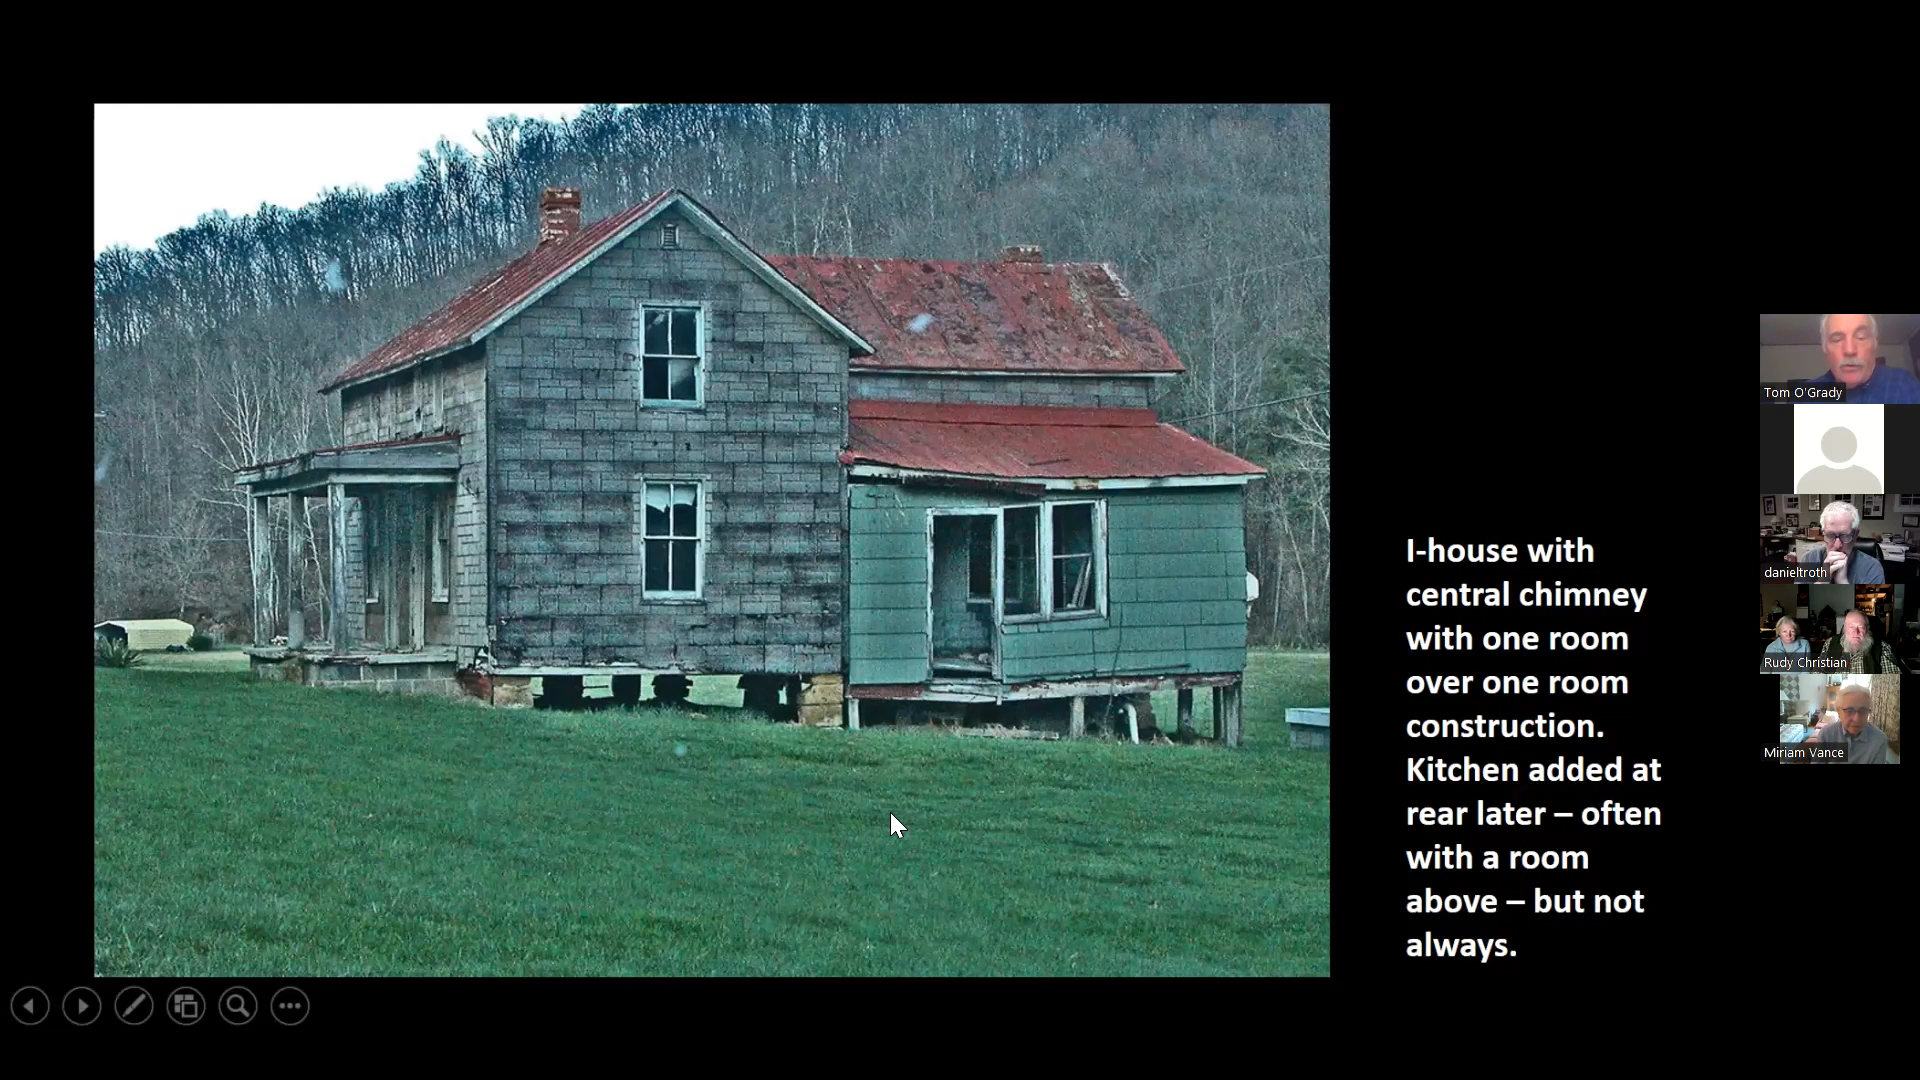 I-house with
central chimney
with one room
over one room
construction.
Kitchen added at
rear later – often
with a room
above – but not
always.
Tom O'Grady
danieltroth
Rudy Christian
Miriam Vance